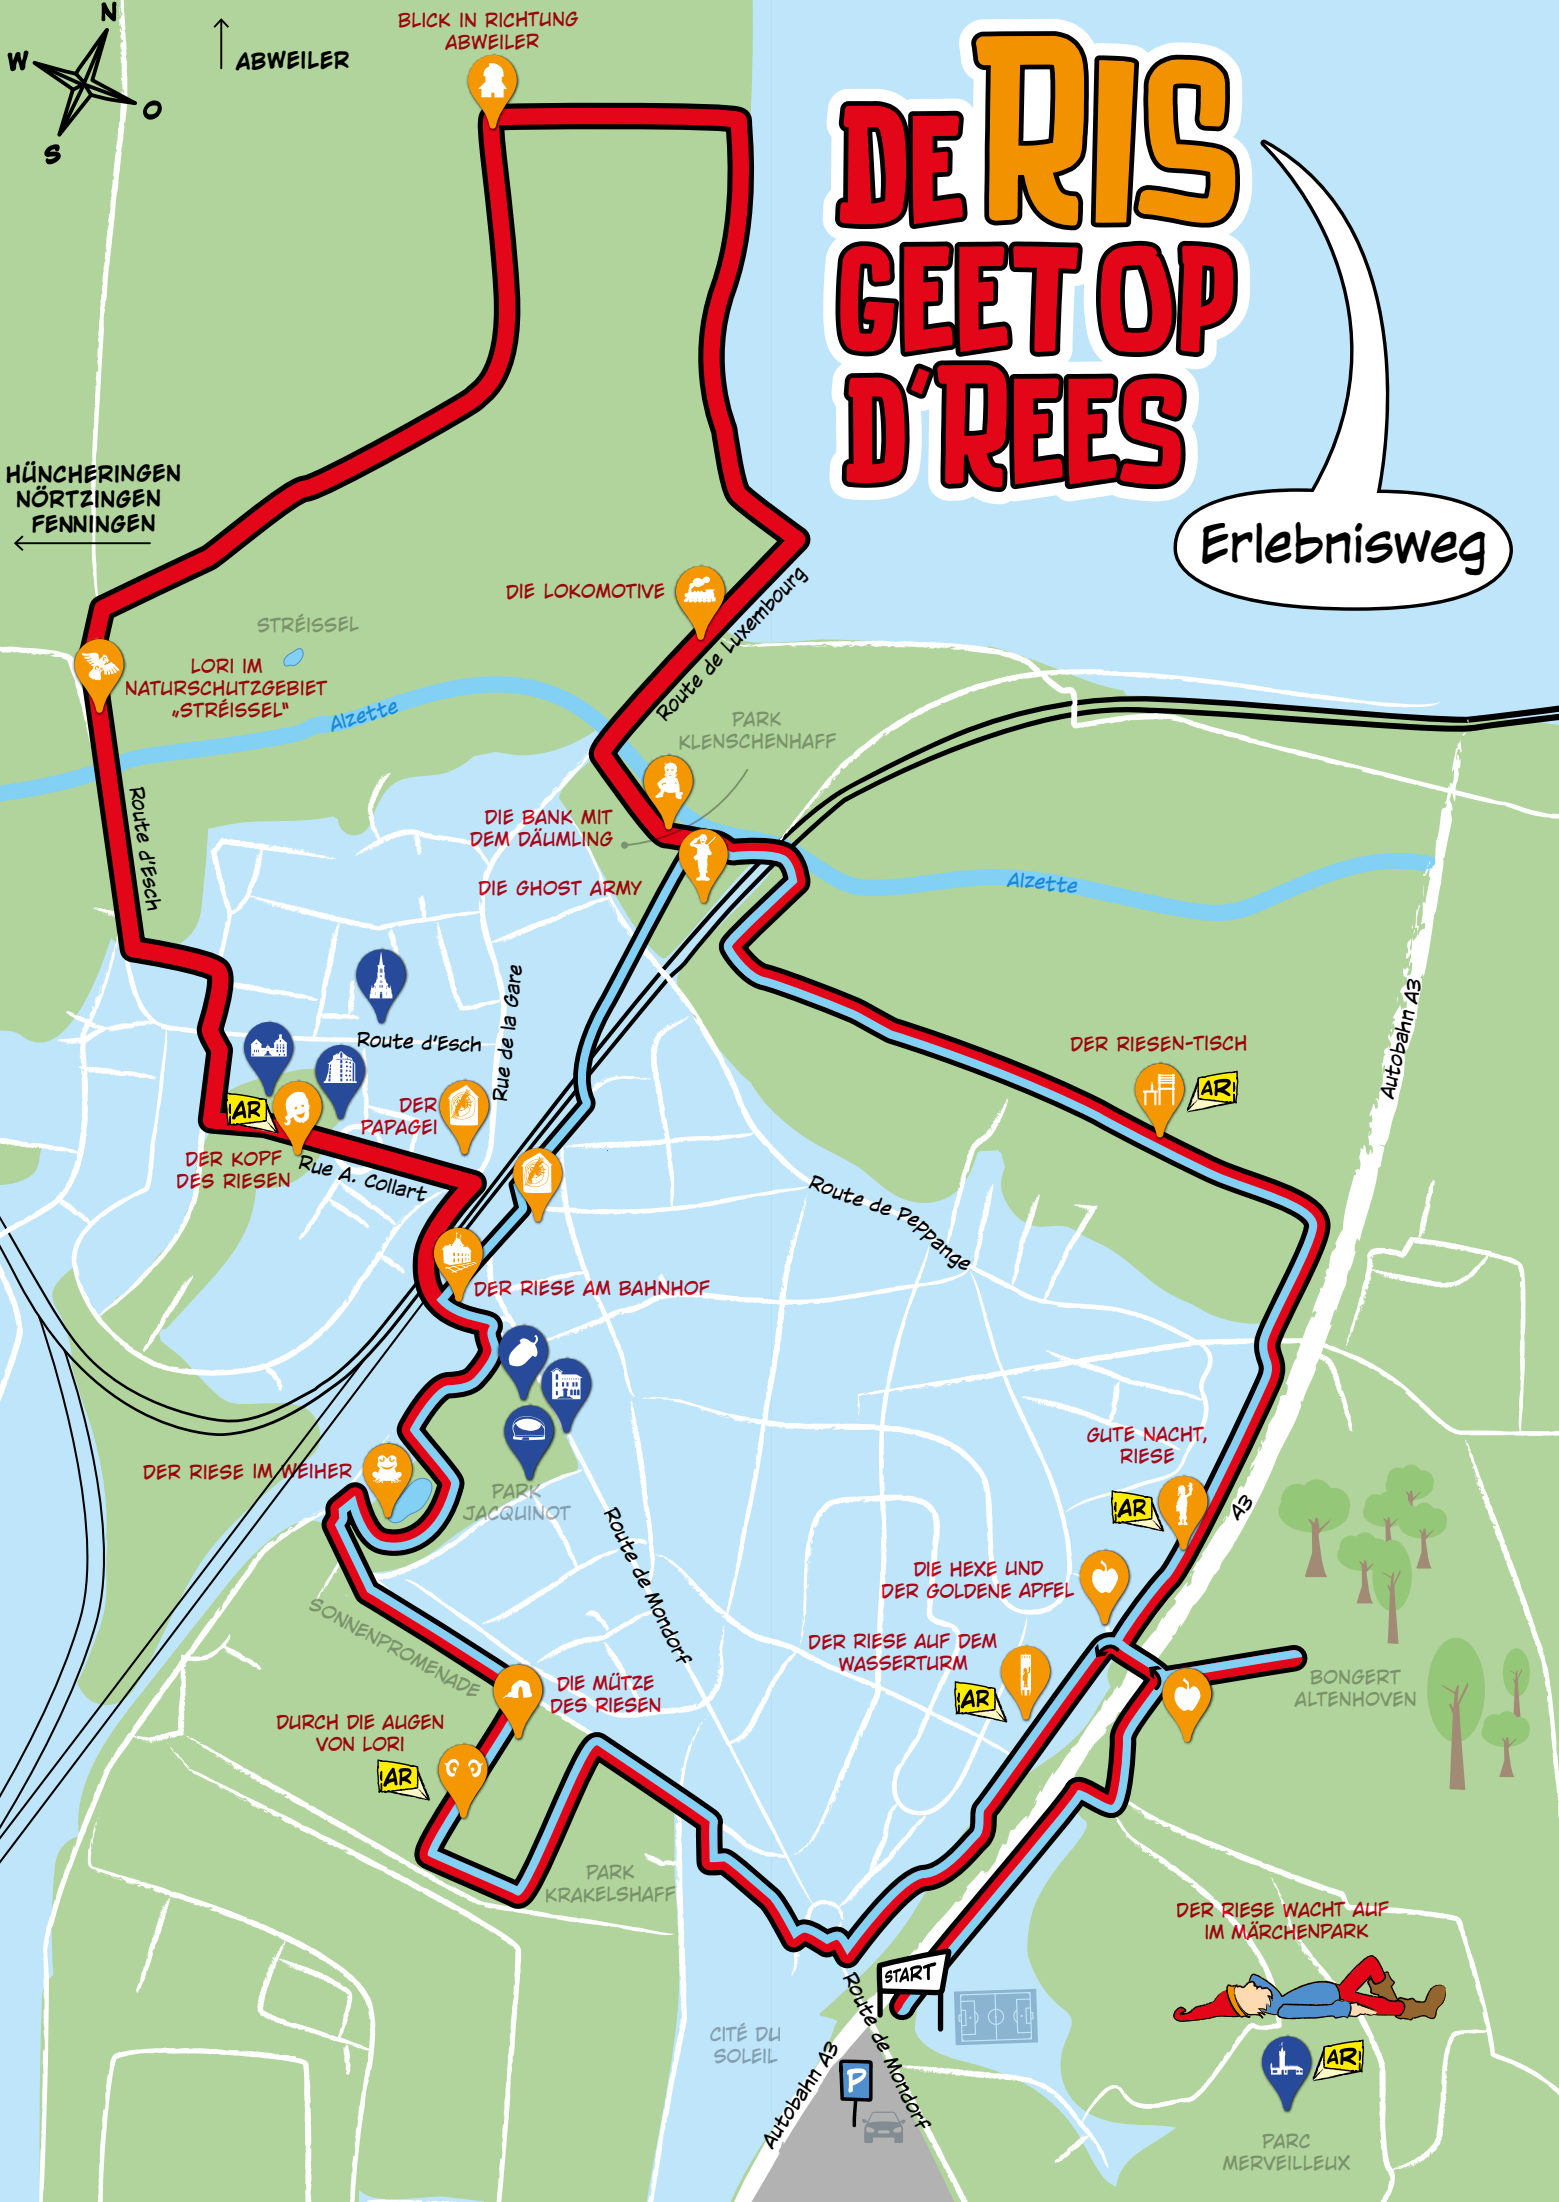 N
W
O
S
ABWEILER
BLICK IN RICHTUNG
ABWEILER
DE RIS
GEET OP
D'REES
Erlebnisweg
HÜNCHERINGEN
NÖRTZINGEN
FENNINGEN
DIE LOKOMOTIVE
Route de Luxembourg
STRÉISSEL
LORI IM
NATURSCHUTZGEBIET
„STRÉISSEL“
Alzette
PARK
KLENSCHENHAFF
DIE BANK MIT
DEM DÄUMLING
DIE GHOST ARMY
Alzette
Route d'Esch
Rue de la Gare
Route d'Esch
Autobahn A3
DER RIESEN-TISCH
AR
AR
DER
PAPAGEI
DER KOPF
DES RIESEN
Rue A. Collart
Route de Peppange
DER RIESE AM BAHNHOF
GUTE NACHT,
RIESE
AR
A3
DER RIESE IM WEIHER
PARK
JACQUINOT
Route de Mondorf
DIE HEXE UND
DER GOLDENE APFEL
SONNENPROMENADE
DER RIESE AUF DEM
WASSERTURM
AR
DIE MÜTZE
DES RIESEN
BONGERT
ALTENHOVEN
DURCH DIE AUGEN
VON LORI
AR
PARK
KRAKELSHAFF
DER RIESE WACHT AUF
IM MÄRCHENPARK
START
CITÉ DU
SOLEIL
Route de Mondorf
Autobahn A3
P
AR
PARC
MERVEILLEUX